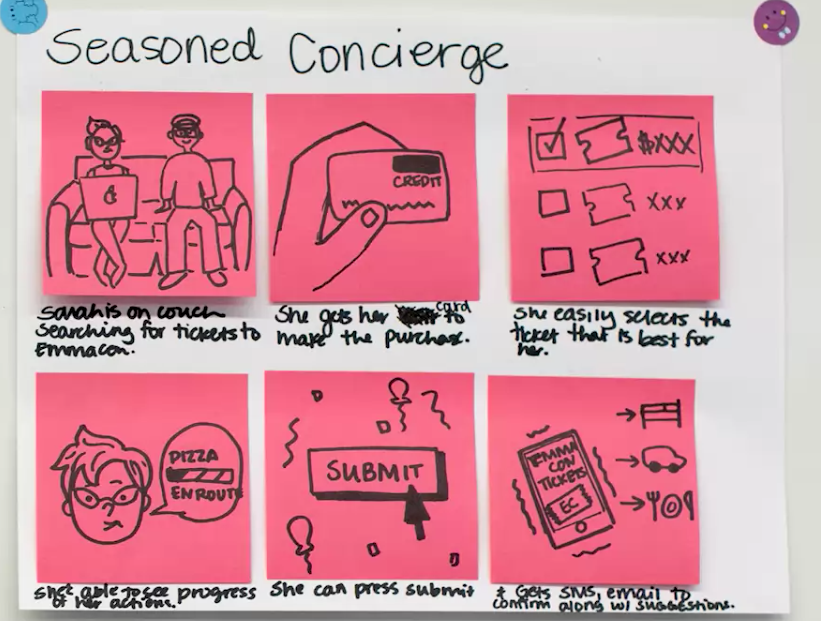 Seasoned Concierge
CREDIT
$XXX
XXX
XXX
Sarah is on couch
searching for tickets to
Emmacon.
She gets her card to
make the purchase.
She easily selects the
ticket that is best for
her.
PIZZA
EN ROUTE
SUBMIT
EMMA
CON
TICKETS
EC
She's able to see progress
of her actions.
She can press submit
+ Gets SMS, email to
confirm along w/ suggestions.